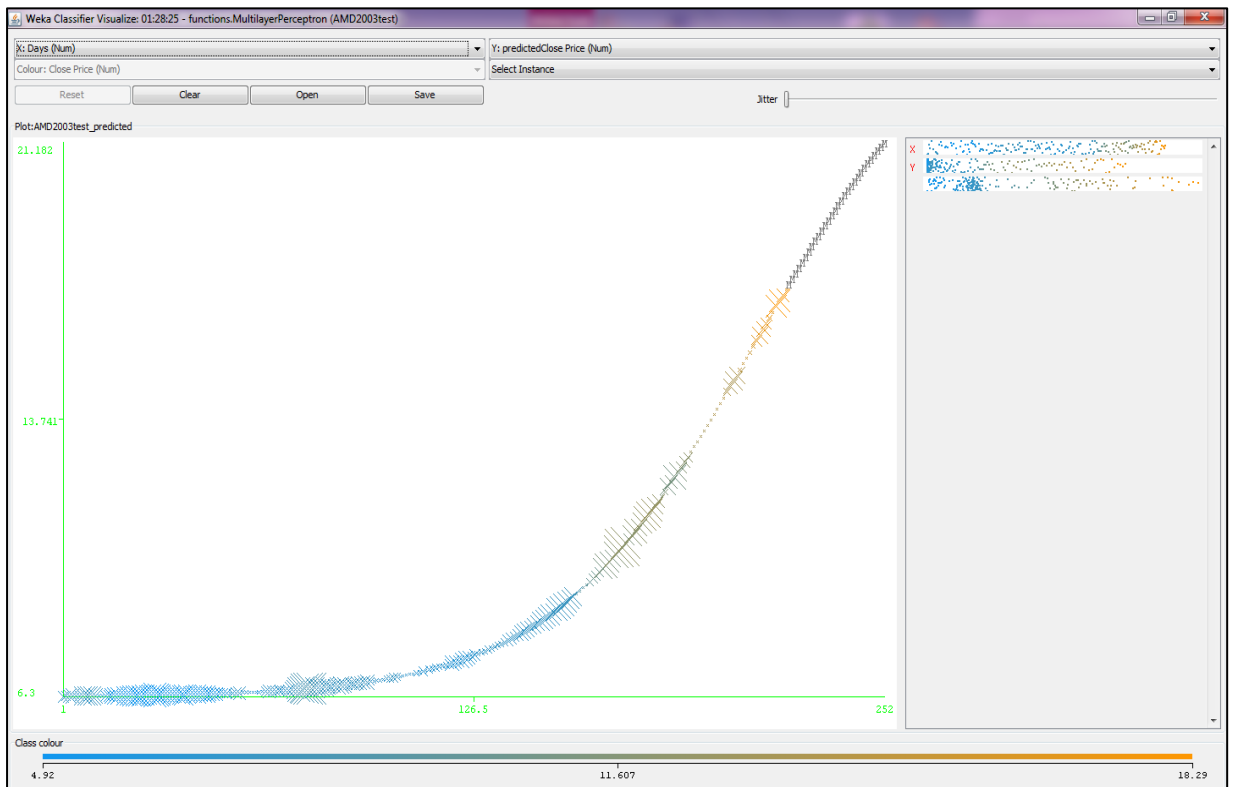 Weka Classifier Visualize: 01:28:25 - functions.MultilayerPerceptron (AMD2003test)
X: Days (Num) Y: predictedClose Price (Num)
Colour: Close Price (Num) Select Instance
Reset Clear Open Save Jitter
Plot:AMD2003test_predicted
21.182
X
Y
13.741
6.3
1 126.5 252
Class colour
4.92 11.607 18.29